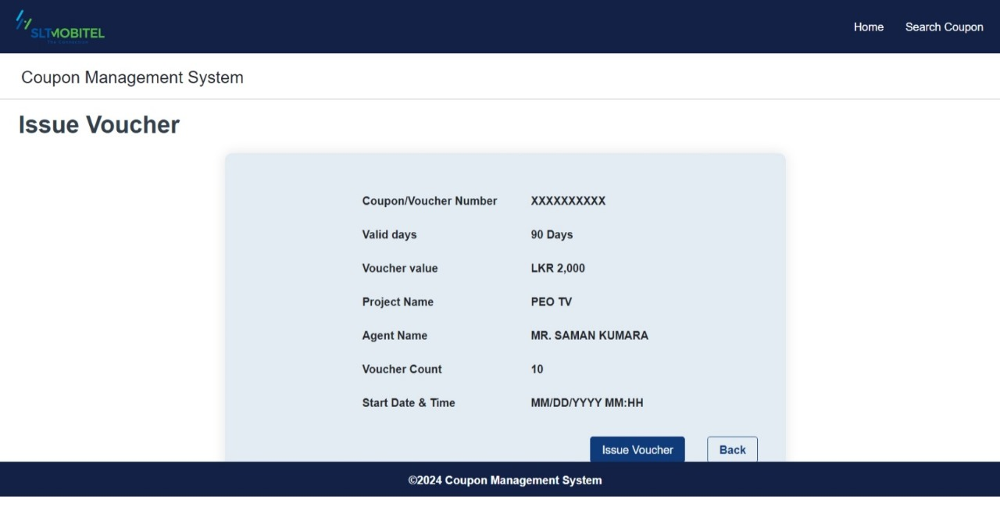 SLTMOBITEL
Home Search Coupon
Coupon Management System
Issue Voucher
Coupon/Voucher Number XXXXXXXXXX
Valid days 90 Days
Voucher value LKR 2,000
Project Name PEO TV
Agent Name MR. SAMAN KUMARA
Voucher Count 10
Start Date & Time MM/DD/YYYY MM:HH
Issue Voucher Back
©2024 Coupon Management System